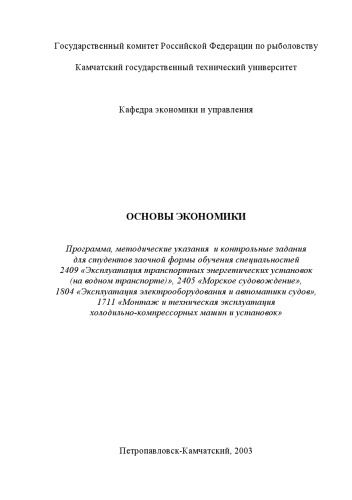 Государственный комитет Российской Федерации по рыболовству
Камчатский государственный технический университет
Кафедра экономики и управления
ОСНОВЫ ЭКОНОМИКИ
Программа, методические указания и контрольные задания
для студентов заочной формы обучения специальностей
2409 «Эксплуатация транспортных энергетических установок
(на водном транспорте)», 2405 «Морское судовождение»,
1804 «Эксплуатация электрооборудования и автоматики судов»,
1711 «Монтаж и техническая эксплуатация
холодильно-компрессорных машин и установок»
Петропавловск-Камчатский, 2003